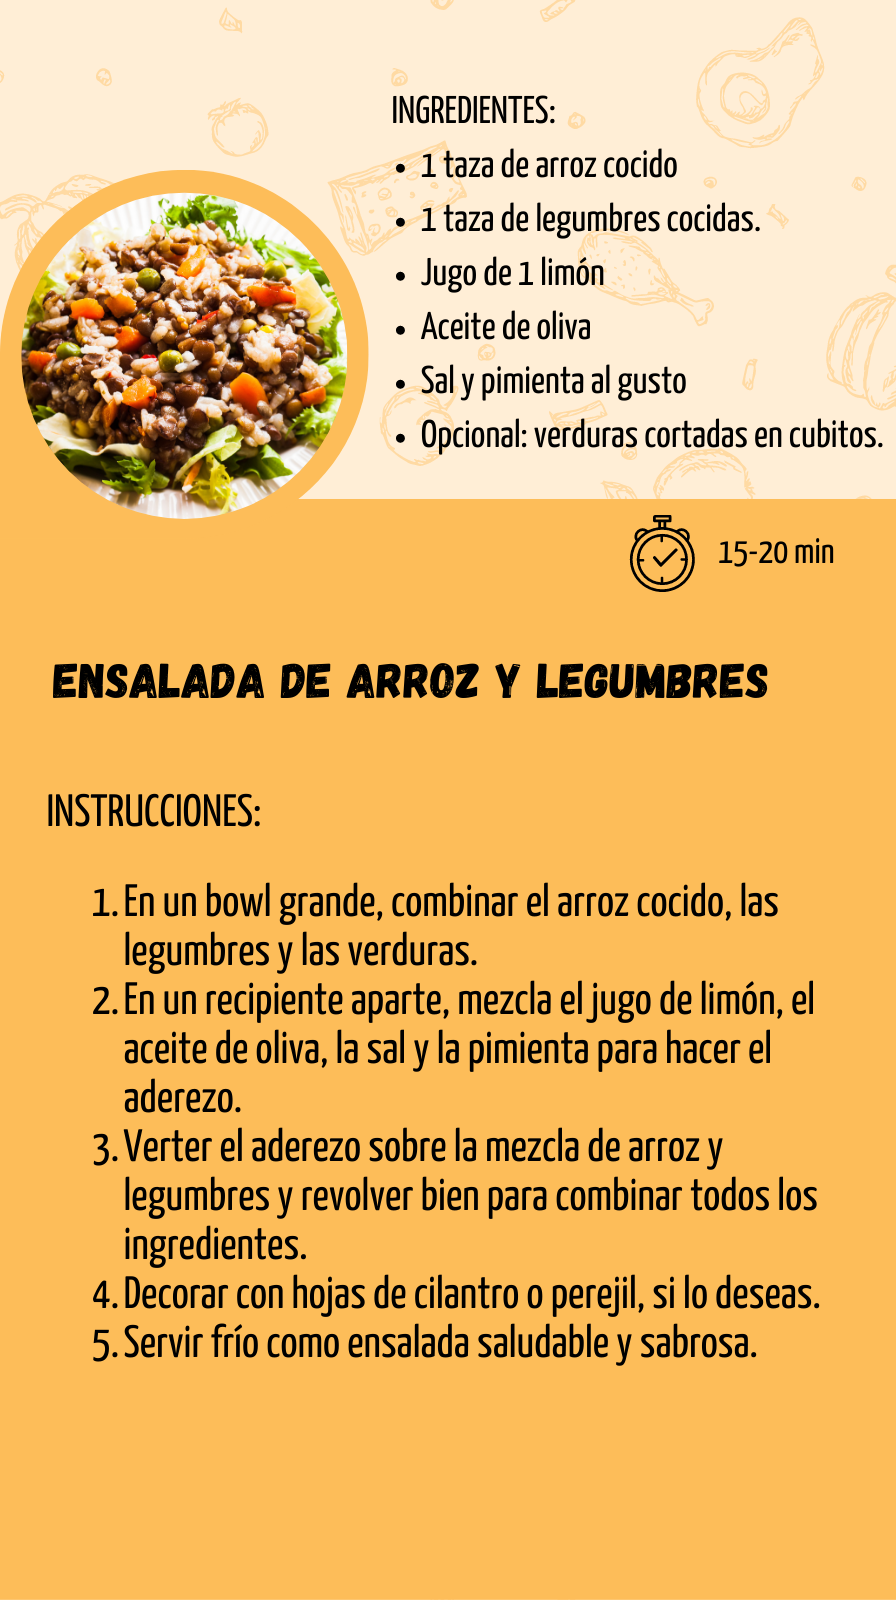 INGREDIENTES:
• 1 taza de arroz cocido
• 1 taza de legumbres cocidas.
• Jugo de 1 limón
• Aceite de oliva
• Sal y pimienta al gusto
• Opcional: verduras cortadas en cubitos.
15-20 min
ENSALADA DE ARROZ Y LEGUMBRES
INSTRUCCIONES:
1. En un bowl grande, combinar el arroz cocido, las
legumbres y las verduras.
2. En un recipiente aparte, mezcla el jugo de limón, el
aceite de oliva, la sal y la pimienta para hacer el
aderezo.
3. Verter el aderezo sobre la mezcla de arroz y
legumbres y revolver bien para combinar todos los
ingredientes.
4. Decorar con hojas de cilantro o perejil, si lo deseas.
5. Servir frío como ensalada saludable y sabrosa.